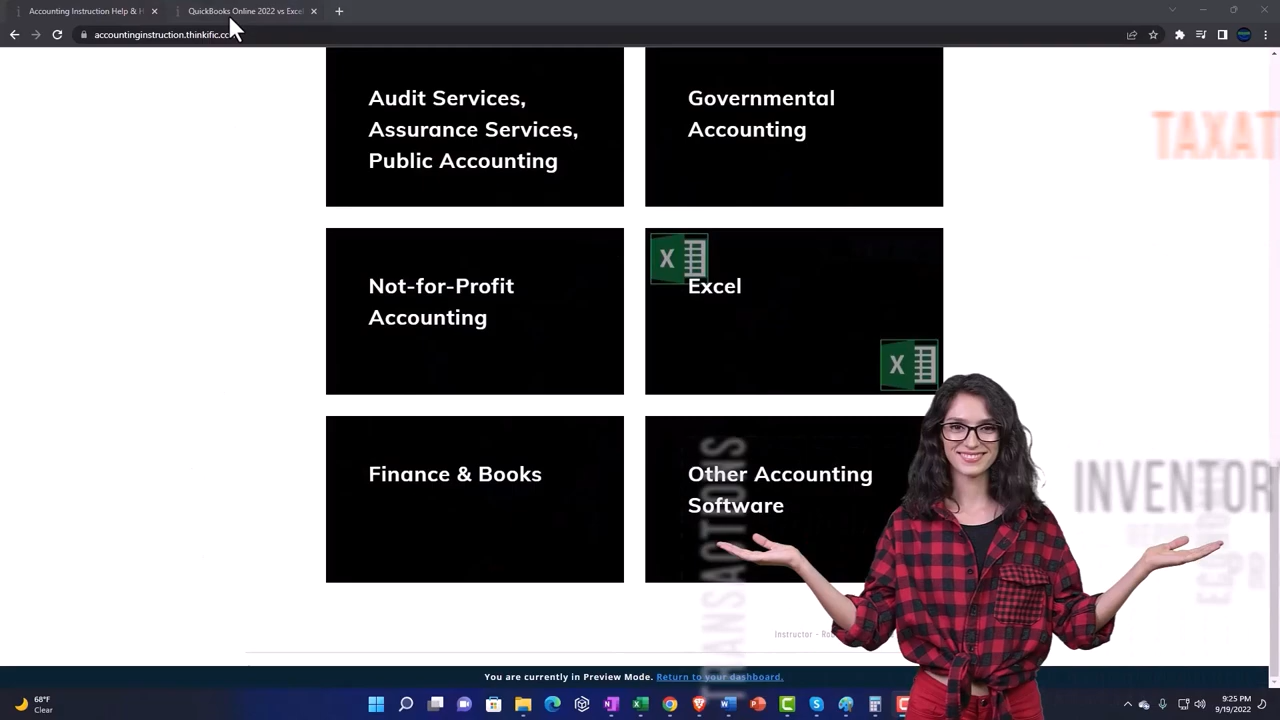 Accounting Instruction Help & H
QuickBooks Online 2022 vs Excel
accountinginstruction.thinkific.co
TAXAT
Audit Services,
Assurance Services,
Public Accounting
Governmental
Accounting
Not-for-Profit
Accounting
X
Excel
X
Finance & Books
Other Accounting
Software
TRANSACTIONS
INVENTOR
PR
Instructor - Ro
You are currently in Preview Mode. Return to your dashboard.
68°F
Clear
9:25 PM
9/19/2022